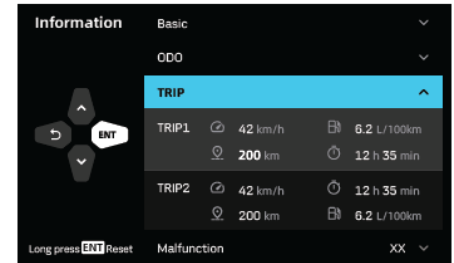 Information
Basic
ODO
TRIP
ENT
TRIP1 42 km/h 6.2 L/100km
200 km 12 h 35 min
TRIP2 42 km/h 12 h 35 min
200 km 6.2 L/100km
Long press ENT Reset
Malfunction XX